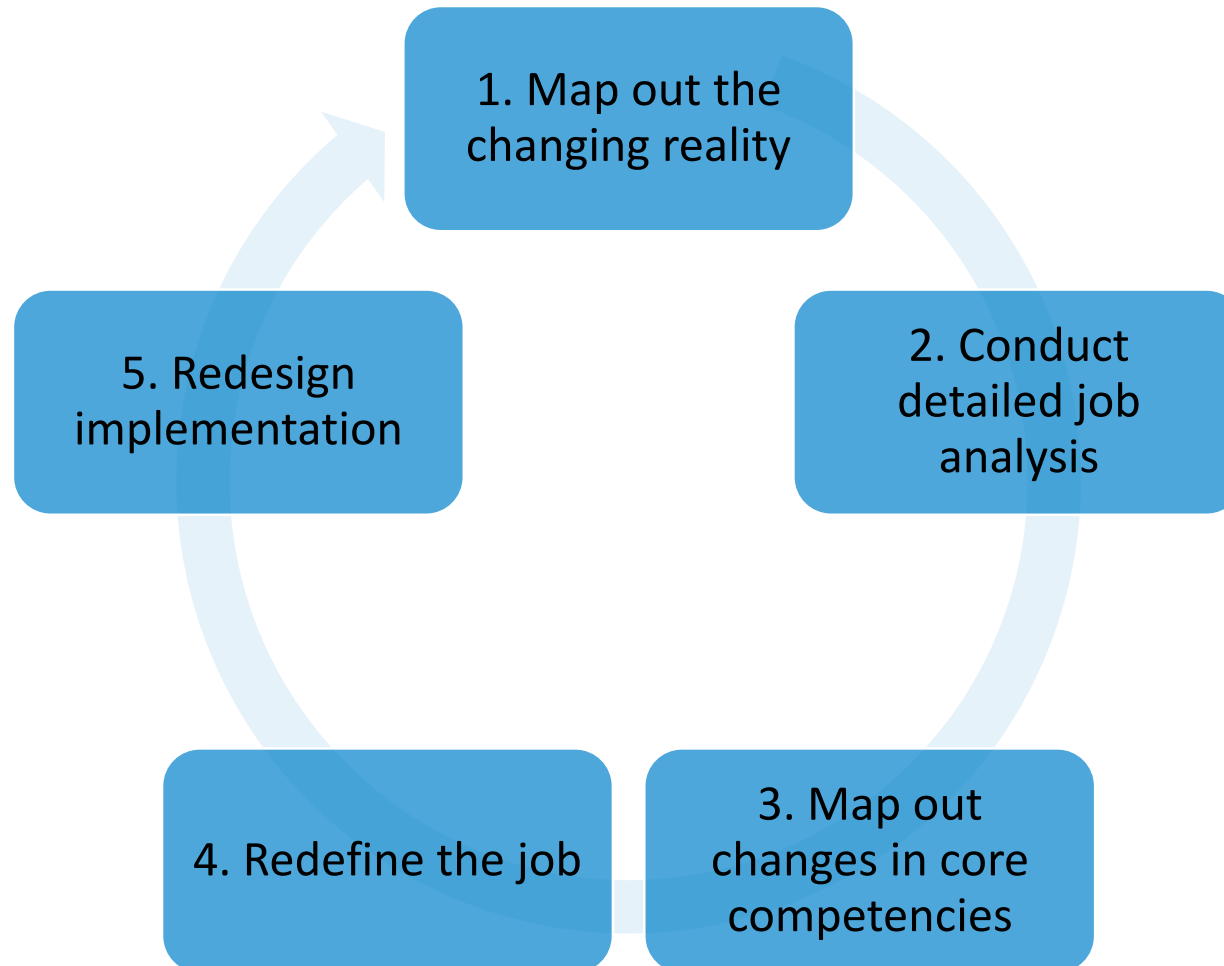 1. Map out the
changing reality
2. Conduct
detailed job
analysis
3. Map out
changes in core
competencies
4. Redefine the job
5. Redesign
implementation